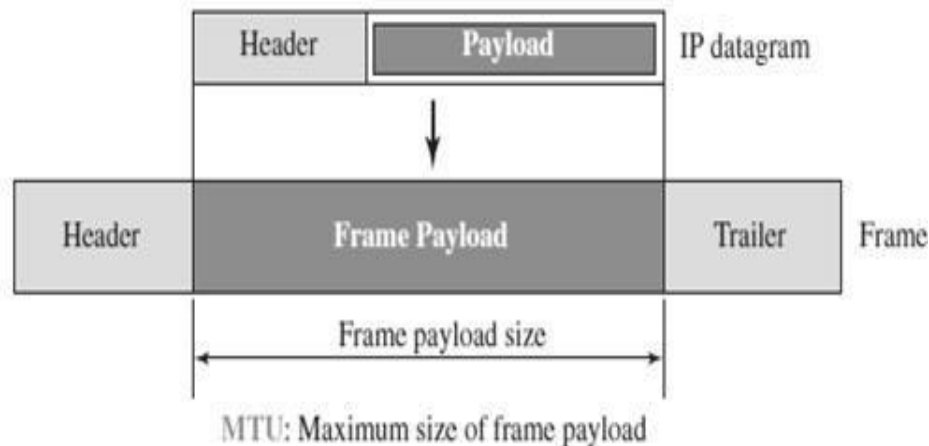 Header Payload IP datagram
Header Frame Payload Trailer Frame
Frame payload size
MTU: Maximum size of frame payload